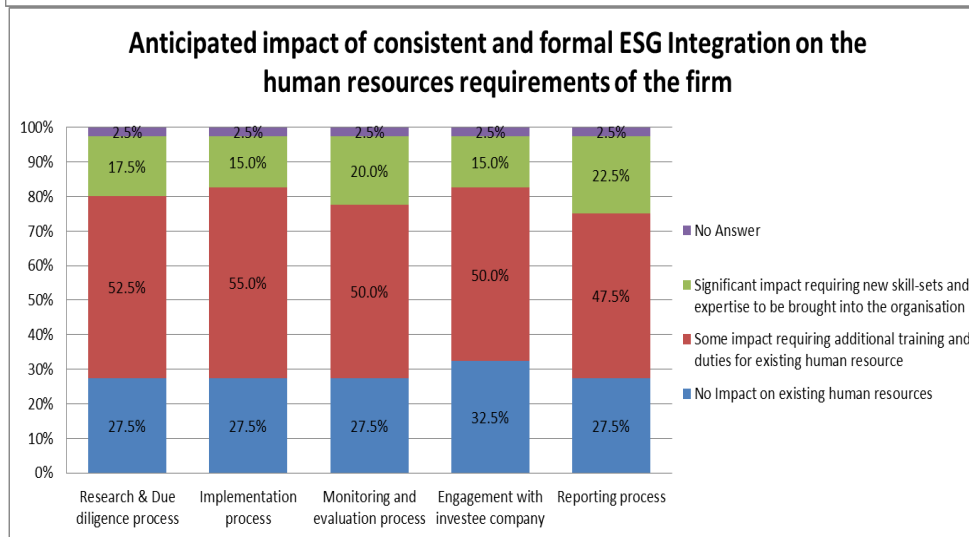 Anticipated impact of consistent and formal ESG Integration on the
human resources requirements of the firm
100%
90%
80%
70%
60%
50%
40%
30%
20%
10%
0%
2.5% 2.5% 2.5% 2.5% 2.5%
17.5% 15.0% 20.0% 15.0% 22.5%
52.5% 55.0% 50.0% 50.0% 47.5%
27.5% 27.5% 27.5% 32.5% 27.5%
Research & Due
diligence process
Implementation
process
Monitoring and
evaluation process
Engagement with
investee company
Reporting process
No Answer
Significant impact requiring new skill-sets and
expertise to be brought into the organisation
Some impact requiring additional training and
duties for existing human resource
No Impact on existing human resources